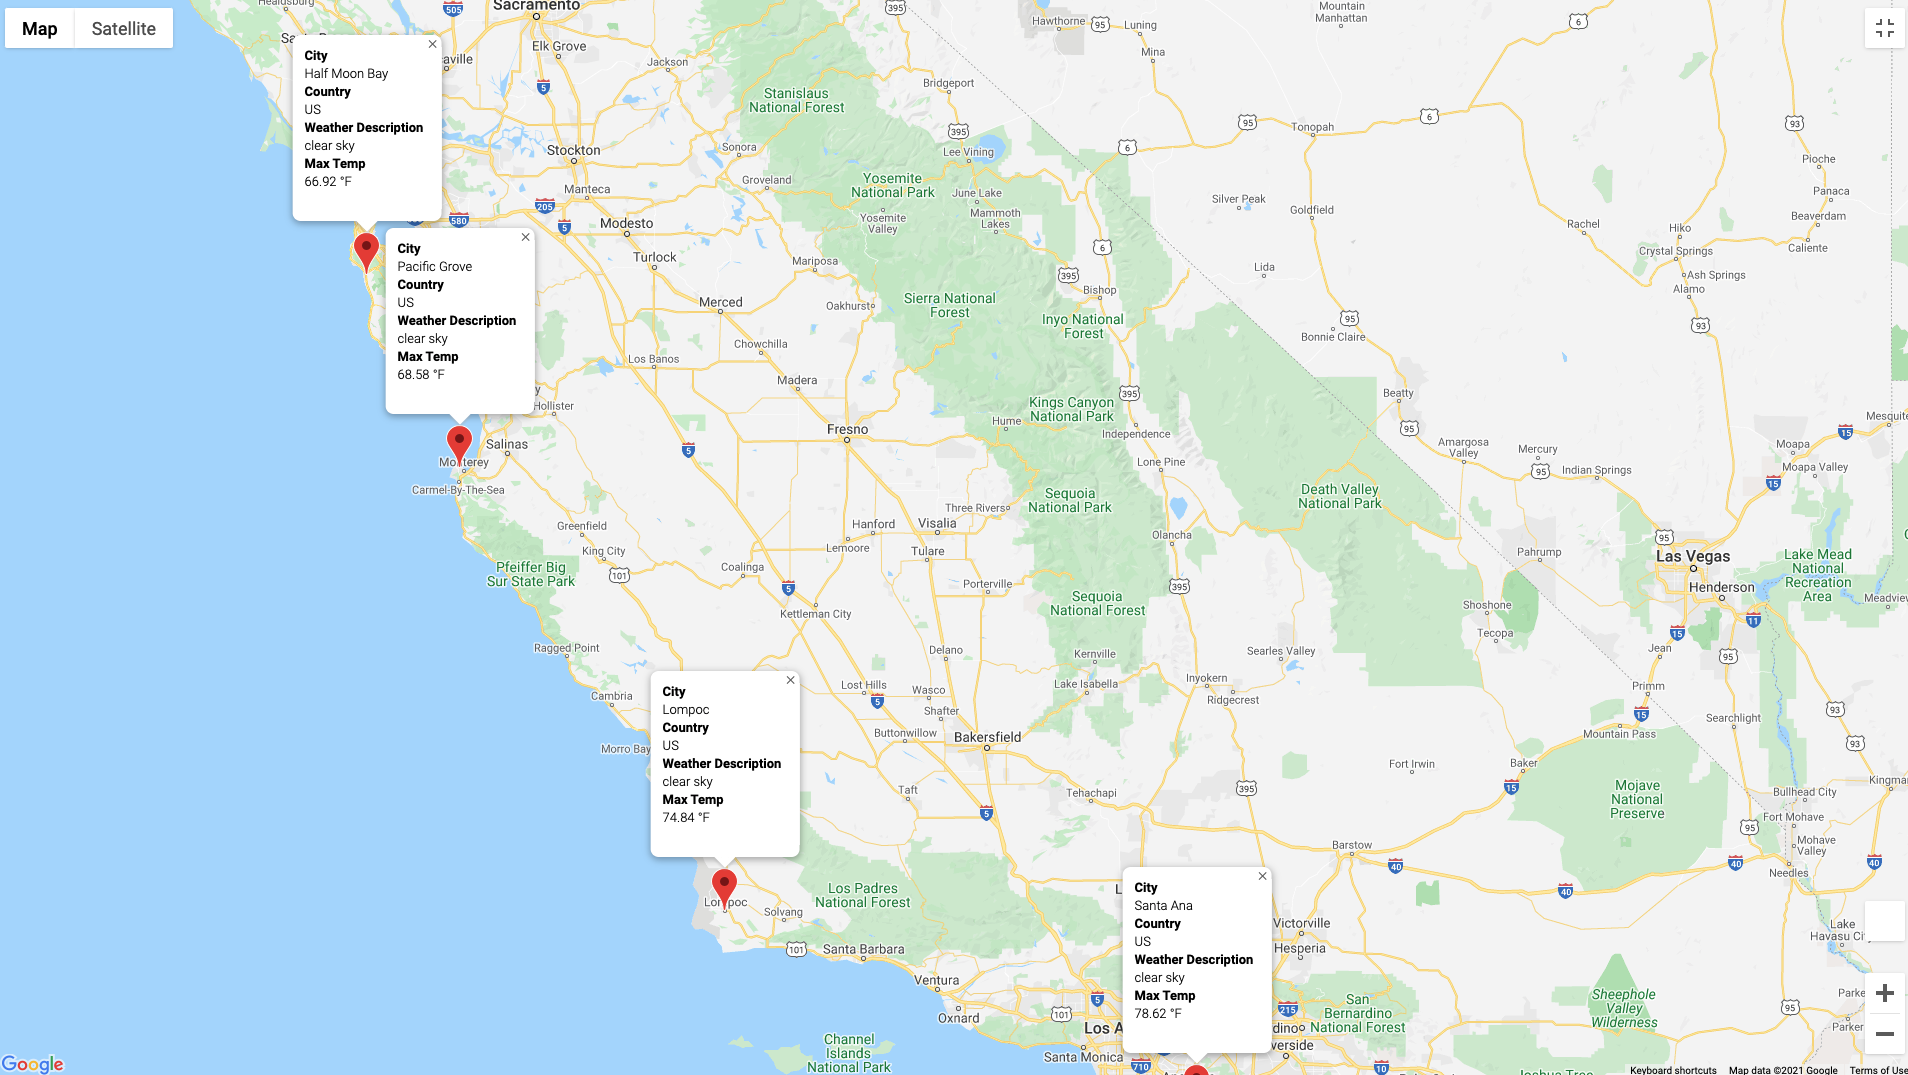 Map
Satellite
Sacramento
Elk Grove
Jackson
Hawthorne
Luning
Mina
Mountain
Manhattan
Bridgeport
City
Half Moon Bay
Country
US
Weather Description
clear sky
Max Temp
66.92 °F
Stanislaus
National Forest
Tonopah
Stockton
Sonora
Lee Vining
Pioche
Manteca
Groveland
Yosemite
National Park
June Lake
Panaca
Silver Peak
Goldfield
Modesto
Yosemite
Valley
Mammoth
Lakes
Rachel
Beaverdam
Hiko
Caliente
Crystal Springs
Turlock
Mariposa
Lida
Ash Springs
Alamo
City
Pacific Grove
Country
US
Weather Description
clear sky
Max Temp
68.58 °F
Merced
Oakhurst
Sierra National
Forest
Bishop
Inyo National
Forest
Bonnie Claire
Chowchilla
Los Banos
Madera
Hollister
Kings Canyon
National Park
Beatty
Mesquite
Fresno
Hume
Independence
Salinas
Monterey
Lone Pine
Amargosa
Valley
Mercury
Indian Springs
Moapa
Moapa Valley
Carmel-By-The-Sea
Sequoia
National Park
Death Valley
National Park
Three Rivers
Greenfield
Hanford
Visalia
Olancha
King City
Lemoore
Tulare
Pahrump
Las Vegas
Lake Mead
National
Recreation
Area
Pfeiffer Big
Sur State Park
Coalinga
Porterville
Henderson
Sequoia
National Forest
Shoshone
Meadview
Kettleman City
Tecopa
Ragged Point
Delano
Kernville
Searles Valley
Jean
Cambria
Lost Hills
Wasco
Lake Isabella
Inyokern
Ridgecrest
Primm
Shafter
Searchlight
City
Lompoc
Country
US
Weather Description
clear sky
Max Temp
74.84 °F
Morro Bay
Buttonwillow
Bakersfield
Mountain Pass
Fort Irwin
Baker
Taft
Tehachapi
Mojave
National
Preserve
Bullhead City
Fort Mohave
Mohave
Valley
Barstow
Needles
Lompoc
Solvang
Los Padres
National Forest
City
Santa Ana
Country
US
Weather Description
clear sky
Max Temp
78.62 °F
Victorville
Hesperia
Lake
Havasu City
Santa Barbara
Ventura
Oxnard
San
Bernardino
National Forest
Sheephole
Valley
Wilderness
Parker
Channel
Islands
National Park
Santa Monica
Google
Keyboard shortcuts
Map data ©2021 Google
Terms of Use